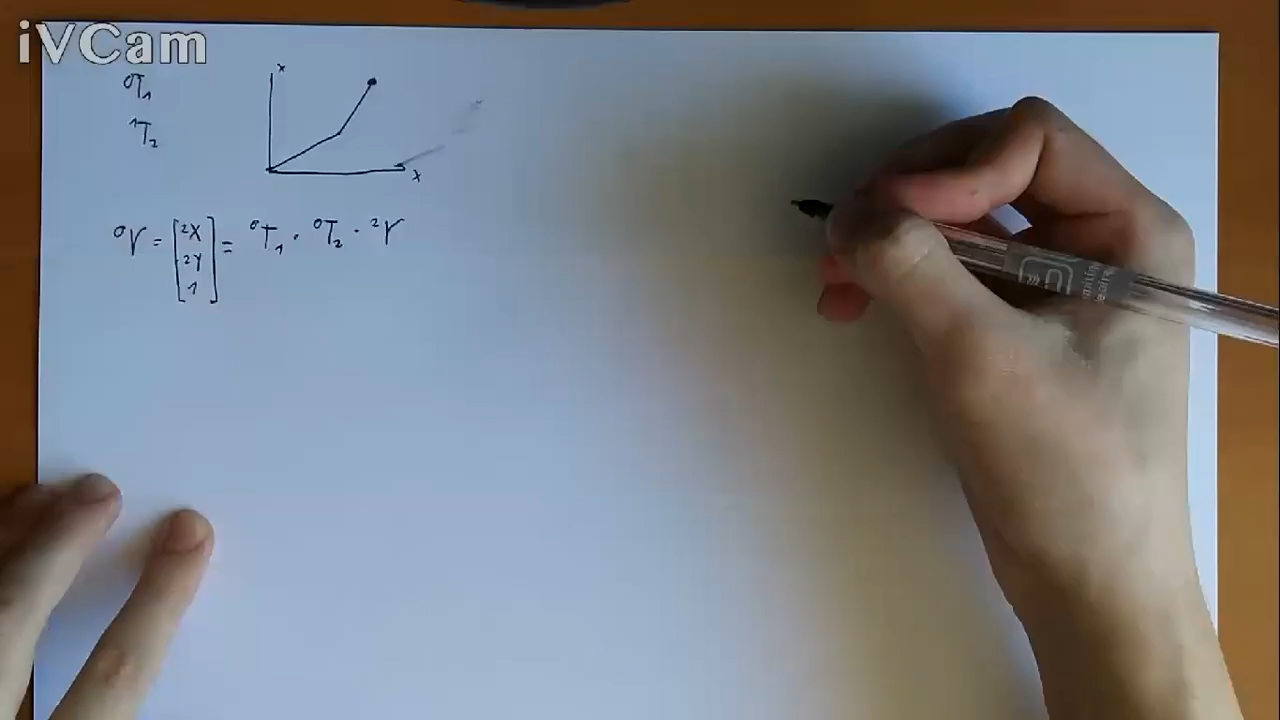 iVCam
⁰T₁
x
¹T₂
x
⁰r = [²X ²Y 1] = ⁰T₁ · ⁰T₂ · ²r